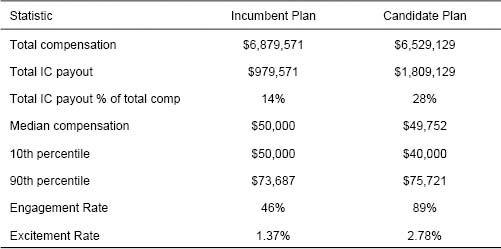 Statistic Incumbent Plan Candidate Plan
Total compensation $6,879,571 $6,529,129
Total IC payout $979,571 $1,809,129
Total IC payout % of total comp 14% 28%
Median compensation $50,000 $49,752
10th percentile $50,000 $40,000
90th percentile $73,687 $75,721
Engagement Rate 46% 89%
Excitement Rate 1.37% 2.78%